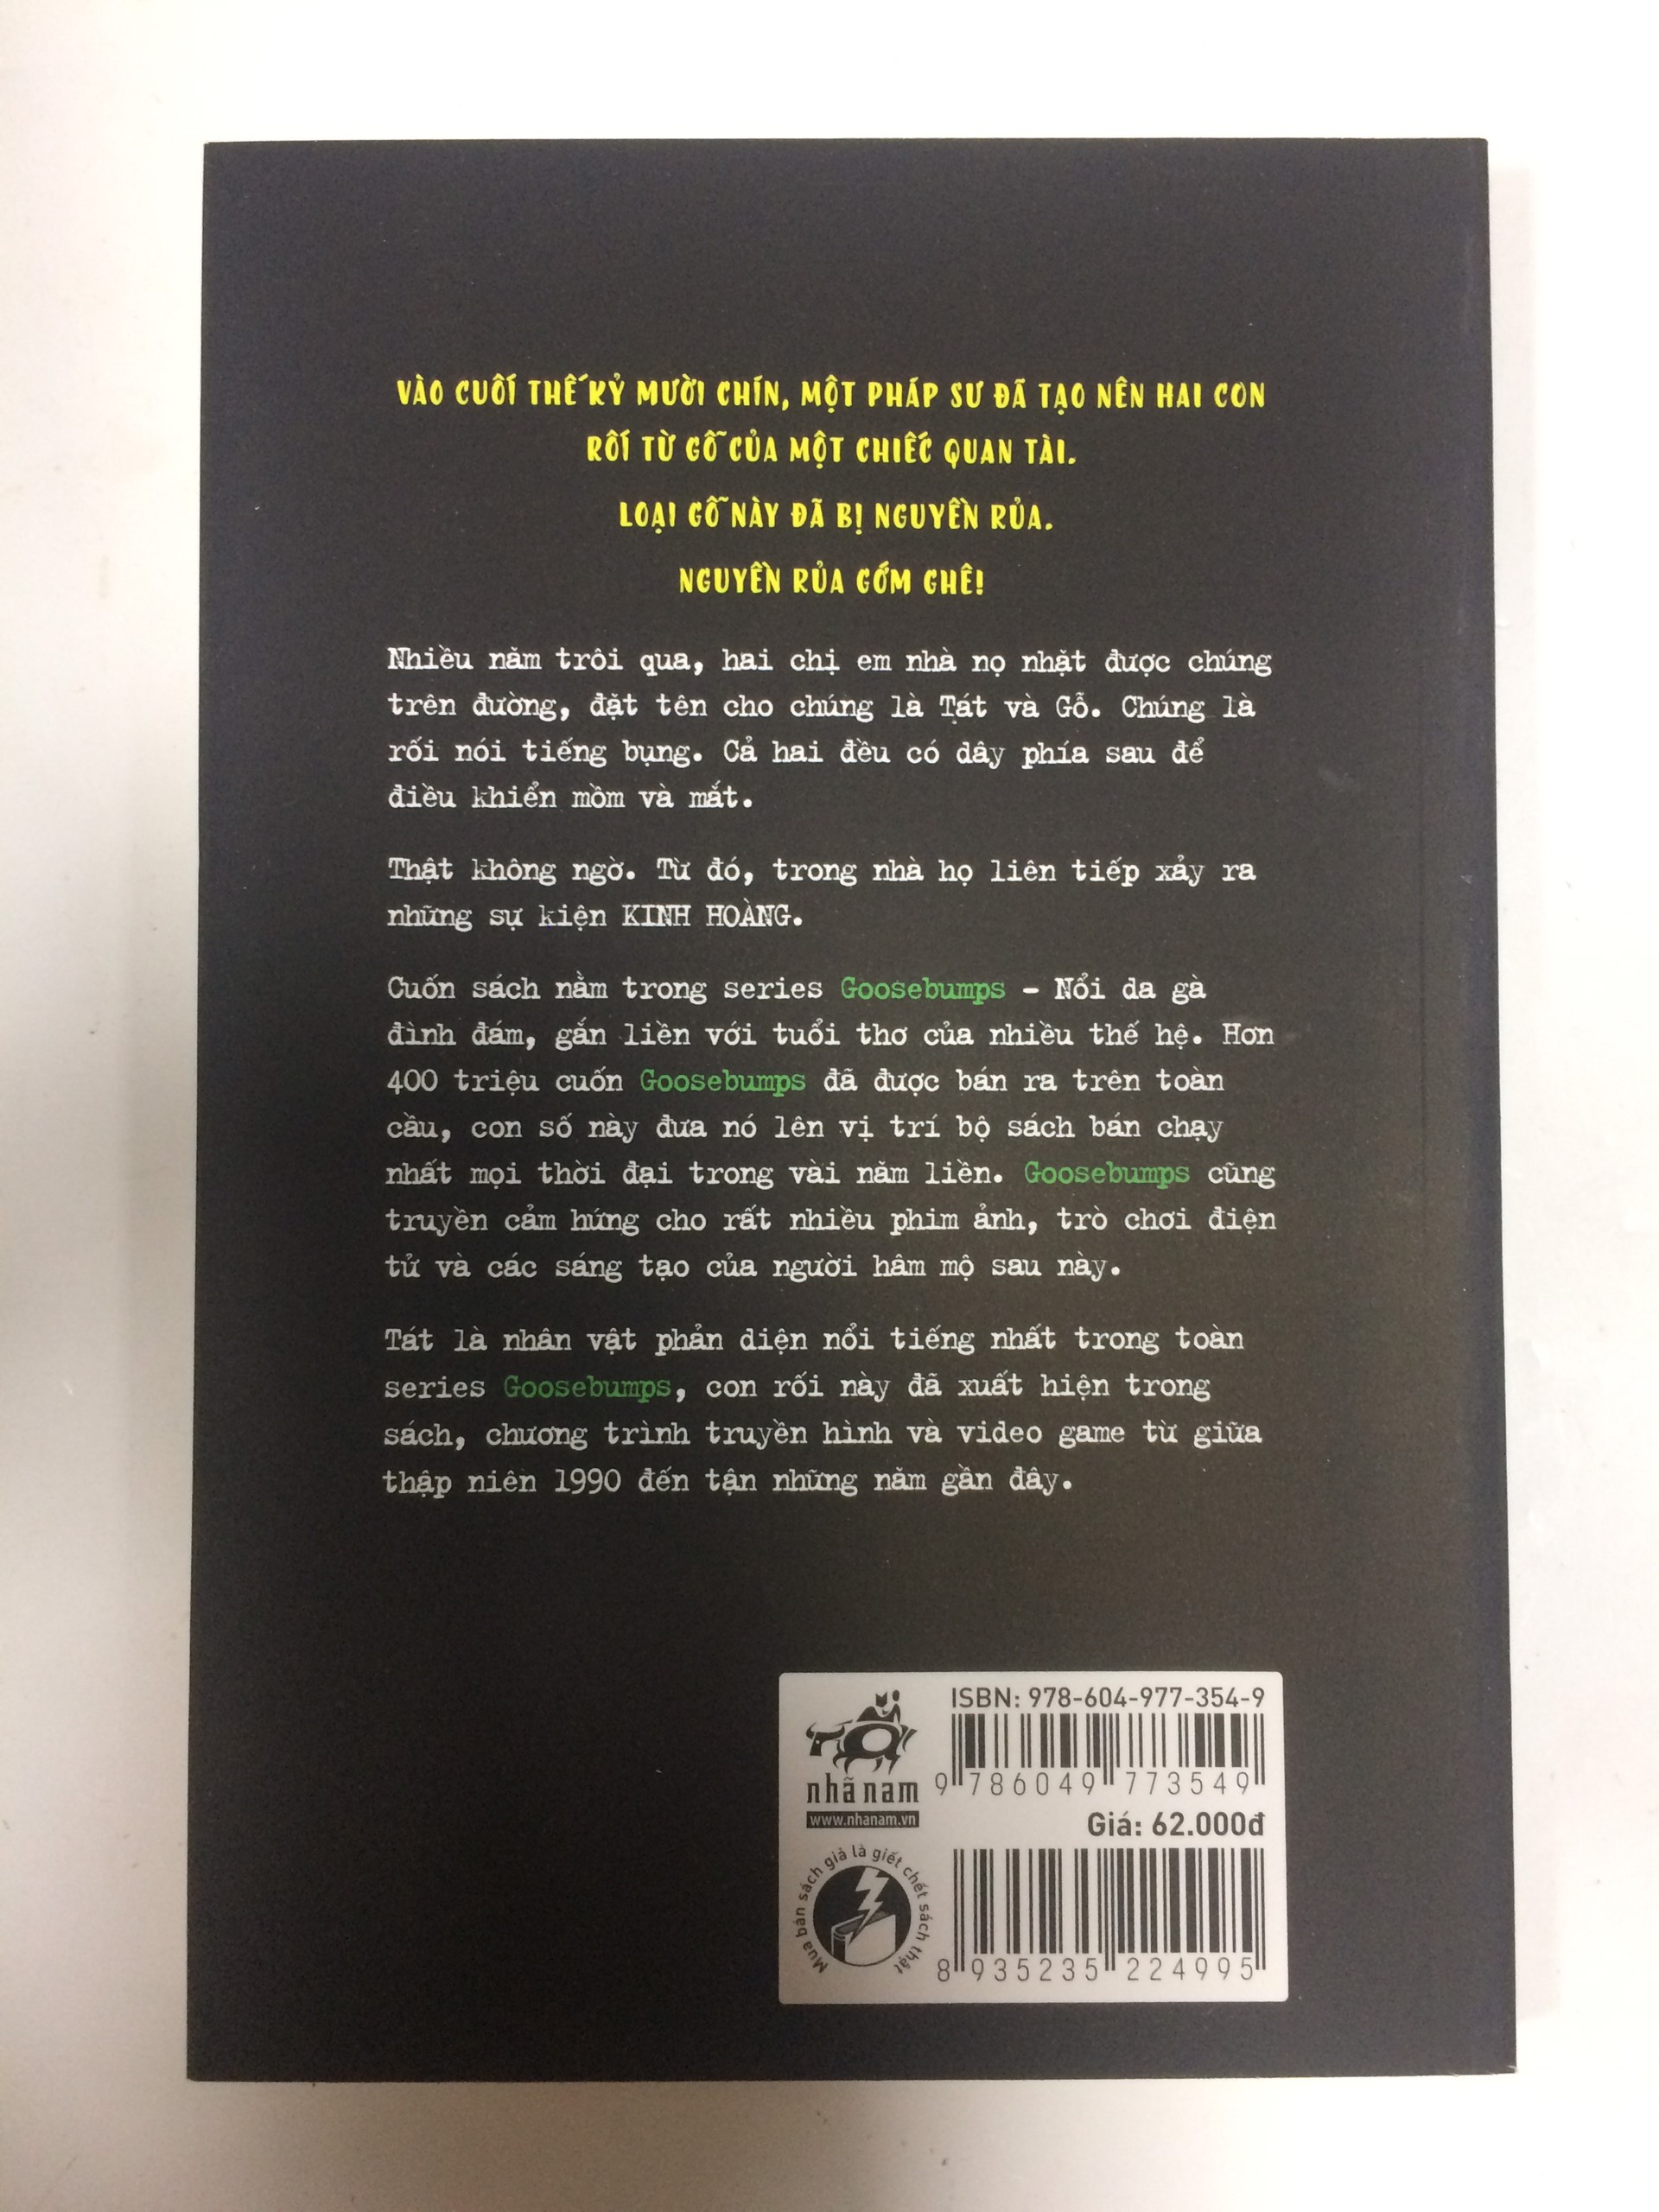 VÀO CUỐI THẾ KỶ MƯỜI CHÍN, MỘT PHÁP SƯ ĐÃ TẠO NÊN HAI CON
RỐI TỪ GỖ CỦA MỘT CHIẾC QUAN TÀI.
LOẠI GỖ NÀY ĐÃ BỊ NGUYỀN RỦA.
NGUYỀN RỦA GỚM GHÊ!
Nhiều năm trôi qua, hai chị em nhà nọ nhặt được chúng
trên đường, đặt tên cho chúng là Tát và Gỗ. Chúng là
rối nói tiếng bụng. Cả hai đều có dây phía sau để
điều khiển mồm và mắt.
Thật không ngờ. Từ đó, trong nhà họ liên tiếp xảy ra
những sự kiện KINH HOÀNG.
Cuốn sách nằm trong series Goosebumps – Nổi da gà
đình đám, gắn liền với tuổi thơ của nhiều thế hệ. Hơn
400 triệu cuốn Goosebumps đã được bán ra trên toàn
cầu, con số này đưa nó lên vị trí bộ sách bán chạy
nhất mọi thời đại trong vài năm liền. Goosebumps cũng
truyền cảm hứng cho rất nhiều phim ảnh, trò chơi điện
tử và các sáng tạo của người hâm mộ sau này.
Tát là nhân vật phản diện nổi tiếng nhất trong toàn
series Goosebumps, con rối này đã xuất hiện trong
sách, chương trình truyền hình và video game từ giữa
thập niên 1990 đến tận những năm gần đây.
ISBN: 978-604-977-354-9
9 786049 773549
nhã nam
www.nhanam.vn
Giá: 62.000đ
Mua bán sách giả là giết chết sách thật
8 935235 224995